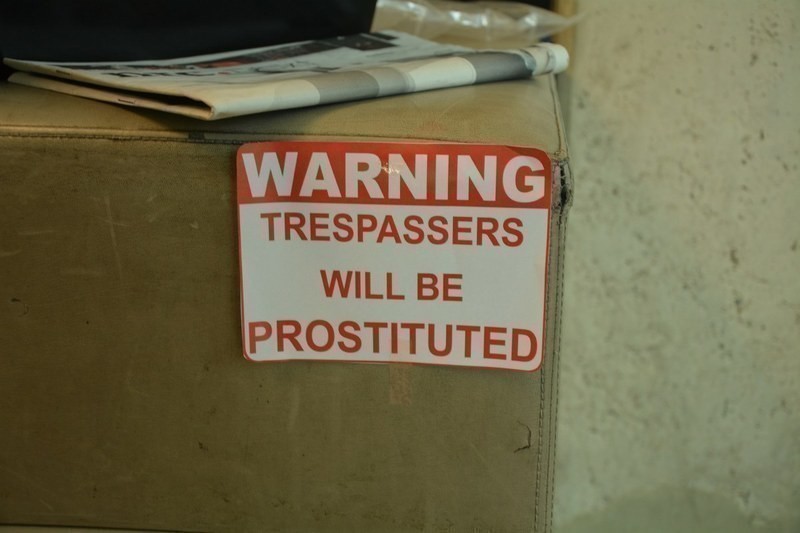 WARNING
TRESPASSERS
WILL BE
PROSTITUTED